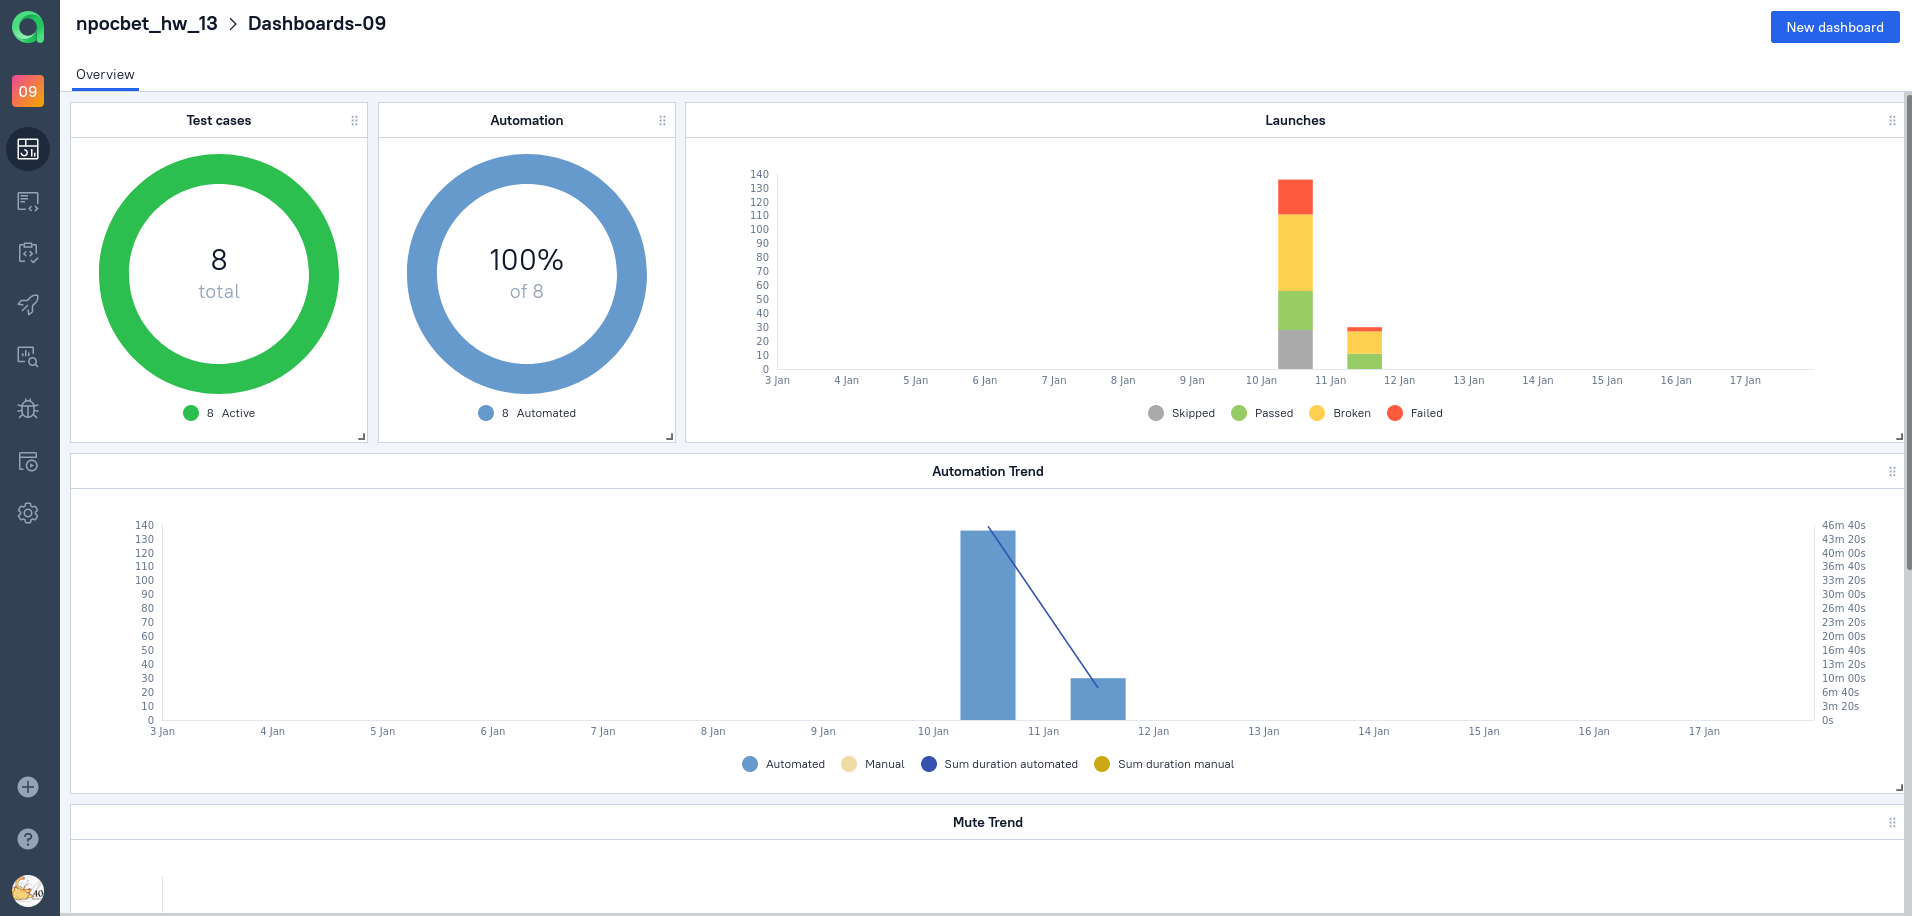 npocbet_hw_13 > Dashboards-09
New dashboard
Overview
09
Test cases
8
total
8 Active
Automation
100%
of 8
8 Automated
Launches
140
130
120
110
100
90
80
70
60
50
40
30
20
10
0
3 Jan 4 Jan 5 Jan 6 Jan 7 Jan 8 Jan 9 Jan 10 Jan 11 Jan 12 Jan 13 Jan 14 Jan 15 Jan 16 Jan 17 Jan
Skipped Passed Broken Failed
Automation Trend
140 46m 40s
130 43m 20s
120 40m 00s
110 36m 40s
100 33m 20s
90 30m 00s
80 26m 40s
70 23m 20s
60 20m 00s
50 16m 40s
40 13m 20s
30 10m 00s
20 6m 40s
10 3m 20s
0 0s
3 Jan 4 Jan 5 Jan 6 Jan 7 Jan 8 Jan 9 Jan 10 Jan 11 Jan 12 Jan 13 Jan 14 Jan 15 Jan 16 Jan 17 Jan
Automated Manual Sum duration automated Sum duration manual
Mute Trend
?
40